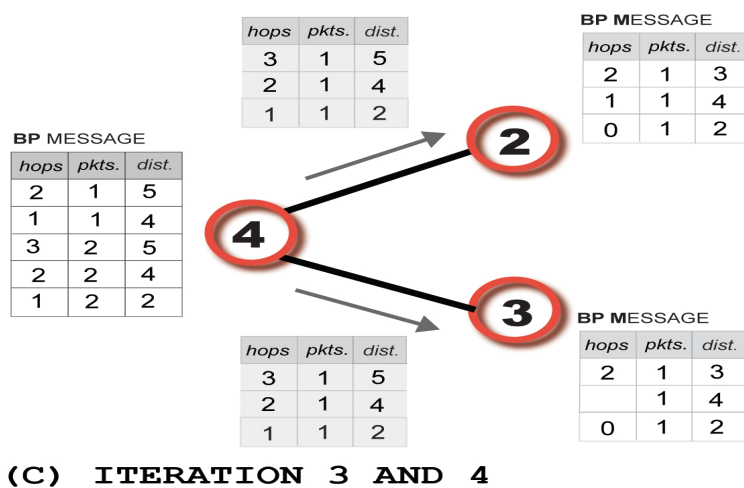 hops pkts. dist.
3 1 5
2 1 4
1 1 2
BP MESSAGE
hops pkts. dist.
2 1 3
1 1 4
0 1 2
2
BP MESSAGE
hops pkts. dist.
2 1 5
1 1 4
3 2 5
2 2 4
1 2 2
4
3
hops pkts. dist.
3 1 5
2 1 4
1 1 2
BP MESSAGE
hops pkts. dist.
2 1 3
1 4
0 1 2
(C) ITERATION 3 AND 4